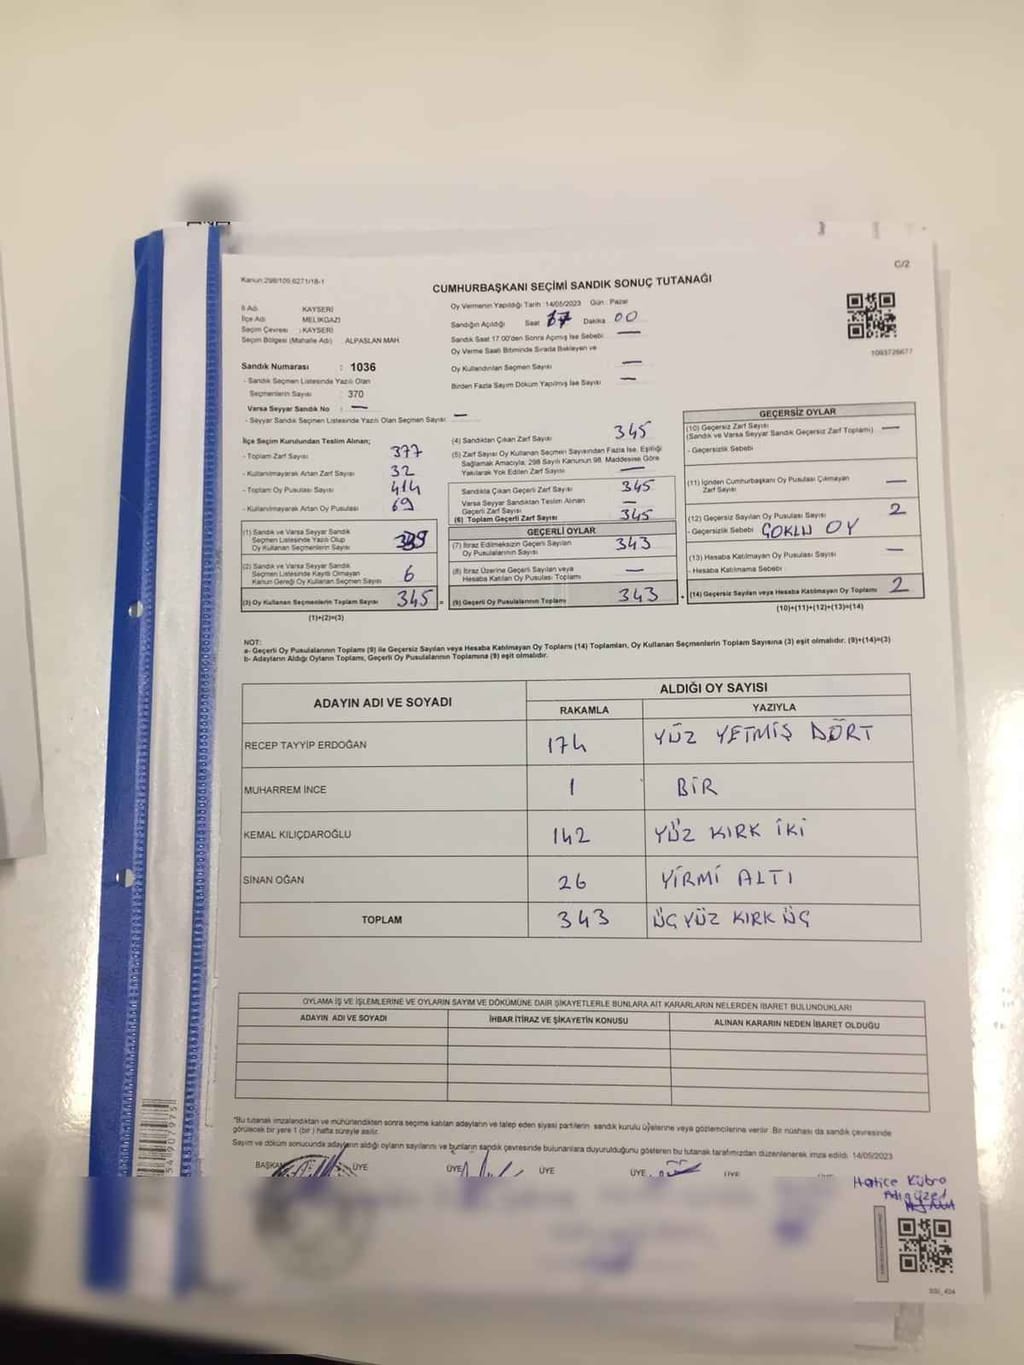 C/2
Kanun:298/109,6271/18-1
CUMHURBAŞKANI SEÇİMİ SANDIK SONUÇ TUTANAĞI
İl Adı : KAYSERİ
İlçe Adı : MELİKGAZİ
Seçim Çevresi : KAYSERİ
Seçim Bölgesi (Mahalle Adı) ALPASLAN MAH.
Oy Vermenin Yapıldığı Tarih : 14/05/2023 Gün : Pazar
Sandığın Açıldığı Saat 17 Dakika 00
Sandık Saat 17:00'den Sonra Açılmış İse Sebebi —
Oy Verme Saati Bitiminde Sırada Bekleyen ve
Oy Kullandırılan Seçmen Sayısı —
Birden Fazla Sayım Döküm Yapılmış İse Sayısı —
1093726677
Sandık Numarası : 1036
- Sandık Seçmen Listesinde Yazılı Olan
Seçmenlerin Sayısı : 370
Varsa Seyyar Sandık No : —
- Seyyar Sandık Seçmen Listesinde Yazılı Olan Seçmen Sayısı : —
İlçe Seçim Kurulundan Teslim Alınan;
- Toplam Zarf Sayısı 377
- Kullanılmayarak Artan Zarf Sayısı 32
- Toplam Oy Pusulası Sayısı 414
- Kullanılmayarak Artan Oy Pusulası Sayısı 69
(1) Sandık ve Varsa Seyyar Sandık
Seçmen Listesinde Yazılı Olup
Oy Kullanan Seçmenlerin Sayısı
(2) Sandık ve Varsa Seyyar Sandık
Seçmen Listesinde Kayıtlı Olmayan
Kanun Gereği Oy Kullanan Seçmen Sayısı 6
(3) Oy Kullanan Seçmenlerin Toplam Sayısı 345
(1)+(2)=(3)
(4) Sandıktan Çıkan Zarf Sayısı 345
(5) Zarf Sayısı Oy Kullanan Seçmen Sayısından Fazla İse, Eşitliği
Sağlamak Amacıyla, 298 Sayılı Kanunun 98. Maddesine Göre
Yakılarak Yok Edilen Zarf Sayısı —
Sandıkta Çıkan Geçerli Zarf Sayısı 345
Varsa Seyyar Sandıktan Teslim Alınan
Geçerli Zarf Sayısı —
(6) Toplam Geçerli Zarf Sayısı 345
GEÇERLİ OYLAR
(7) İtiraz Edilmeksizin Geçerli Sayılan
Oy Pusulalarının Sayısı 343
(8) İtiraz Üzerine Geçerli Sayılan veya
Hesaba Katılan Oy Pusulası Toplamı —
(9) Geçerli Oy Pusulalarının Toplamı 343
GEÇERSİZ OYLAR
(10) Geçersiz Zarf Sayısı
(Sandık ve Varsa Seyyar Sandık Geçersiz Zarf Toplamı) —
- Geçersizlik Sebebi
(11) İçinden Cumhurbaşkanı Oy Pusulası Çıkmayan
Zarf Sayısı —
(12) Geçersiz Sayılan Oy Pusulası Sayısı 2
- Geçersizlik Sebebi ÇOKLU OY
(13) Hesaba Katılmayan Oy Pusulası Sayısı —
- Hesaba Katılmama Sebebi
(14) Geçersiz Sayılan veya Hesaba Katılmayan Oy Toplamı 2
(10)+(11)+(12)+(13)=(14)
NOT:
a- Geçerli Oy Pusulalarının Toplamı (9) ile Geçersiz Sayılan veya Hesaba Katılmayan Oy Toplamı (14) Toplamları, Oy Kullanan Seçmenlerin Toplam Sayısına (3) eşit olmalıdır. (9)+(14)=(3)
b- Adayların Aldığı Oyların Toplamı, Geçerli Oy Pusulalarının Toplamına (9) eşit olmalıdır.
ADAYIN ADI VE SOYADI
ALDIĞI OY SAYISI
RAKAMLA YAZIYLA
RECEP TAYYİP ERDOĞAN 174 YÜZ YETMİŞ DÖRT
MUHARREM İNCE 1 BİR
KEMAL KILIÇDAROĞLU 142 YÜZ KIRK İKİ
SİNAN OĞAN 26 YİRMİ ALTI
TOPLAM 343 ÜÇ YÜZ KIRK ÜÇ
OYLAMA İŞ VE İŞLEMLERİNE VE OYLARIN SAYIM VE DÖKÜMÜNE DAİR ŞİKAYETLERLE BUNLARA AİT KARARLARIN NELERDEN İBARET BULUNDUKLARI
ADAYIN ADI VE SOYADI İHBAR İTİRAZ VE ŞİKAYETİN KONUSU ALINAN KARARIN NEDEN İBARET OLDUĞU
"Bu tutanak imzalandıktan ve mühürlendikten sonra seçime katılan adayların ve talep eden siyasi partilerin sandık kurulu üyelerine veya gözlemcilerine verilir. Bir nüshası da sandık çevresinde
görülecek bir yere 1 (bir) hafta süreyle asılır.
Sayım ve döküm sonucunda adayların aldığı oyların sayılarını ve bunların sandık çevresinde bulunanlara duyurulduğunu gösteren bu tutanak tarafımızdan düzenlenerek imza edildi. 14/05/2023
BAŞKAN ÜYE ÜYE ÜYE ÜYE ÜYE
Hatice Kübra
Adıgüzel